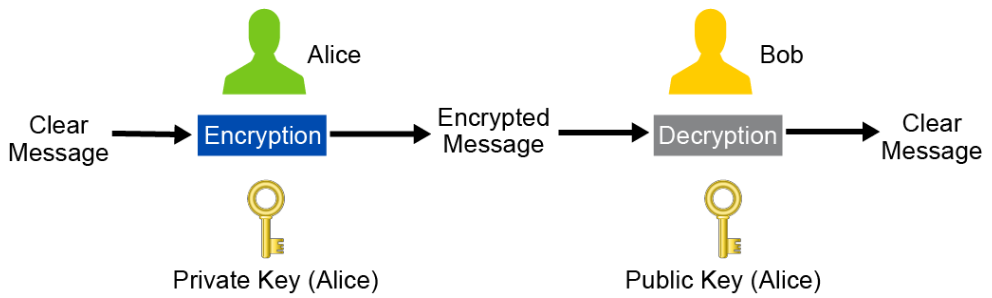 Alice
Bob
Clear
Message
Encryption
Encrypted
Message
Decryption
Clear
Message
Private Key (Alice)
Public Key (Alice)